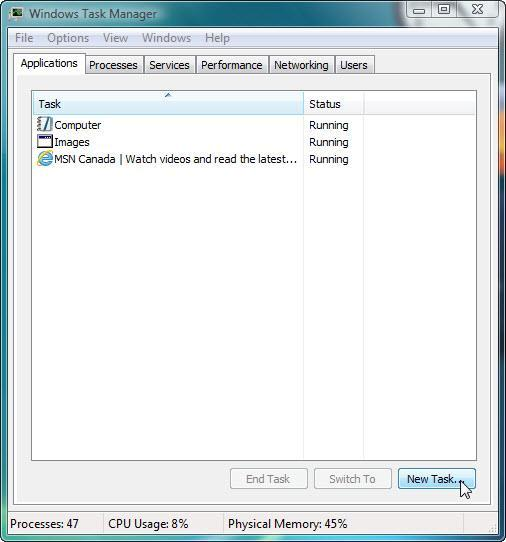 Windows Task Manager
File Options View Windows Help
Applications Processes Services Performance Networking Users
Task Status
Computer Running
Images Running
MSN Canada | Watch videos and read the latest... Running
End Task Switch To New Task...
Processes: 47 CPU Usage: 8% Physical Memory: 45%